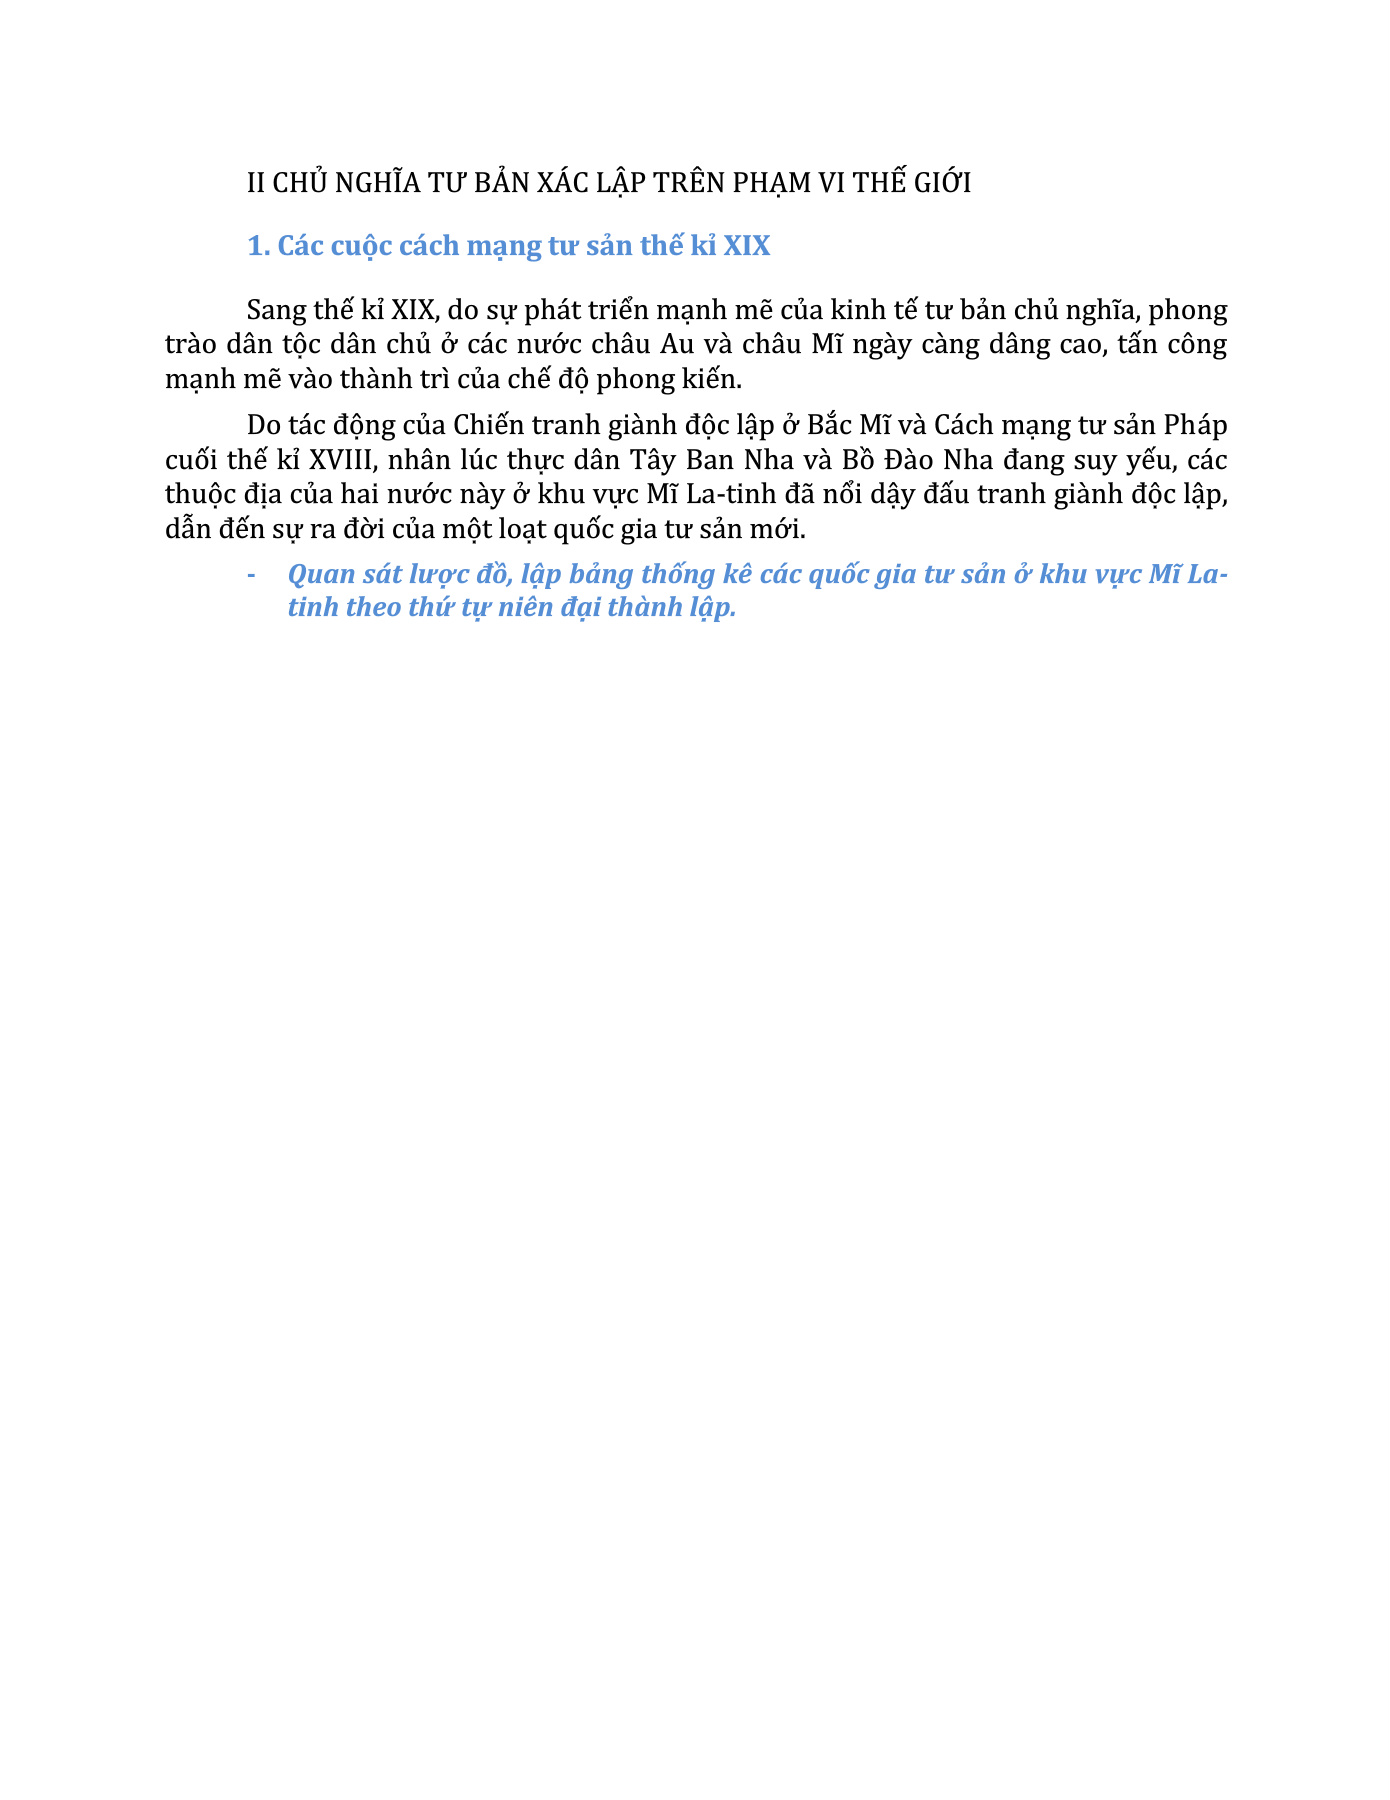 II CHỦ NGHĨA TƯ BẢN XÁC LẬP TRÊN PHẠM VI THẾ GIỚI
1. Các cuộc cách mạng tư sản thế kỉ XIX
Sang thế kỉ XIX, do sự phát triển mạnh mẽ của kinh tế tư bản chủ nghĩa, phong
trào dân tộc dân chủ ở các nước châu Au và châu Mĩ ngày càng dâng cao, tấn công
mạnh mẽ vào thành trì của chế độ phong kiến.
Do tác động của Chiến tranh giành độc lập ở Bắc Mĩ và Cách mạng tư sản Pháp
cuối thế kỉ XVIII, nhân lúc thực dân Tây Ban Nha và Bồ Đào Nha đang suy yếu, các
thuộc địa của hai nước này ở khu vực Mĩ La-tinh đã nổi dậy đấu tranh giành độc lập,
dẫn đến sự ra đời của một loạt quốc gia tư sản mới.
- Quan sát lược đồ, lập bảng thống kê các quốc gia tư sản ở khu vực Mĩ La-
tinh theo thứ tự niên đại thành lập.